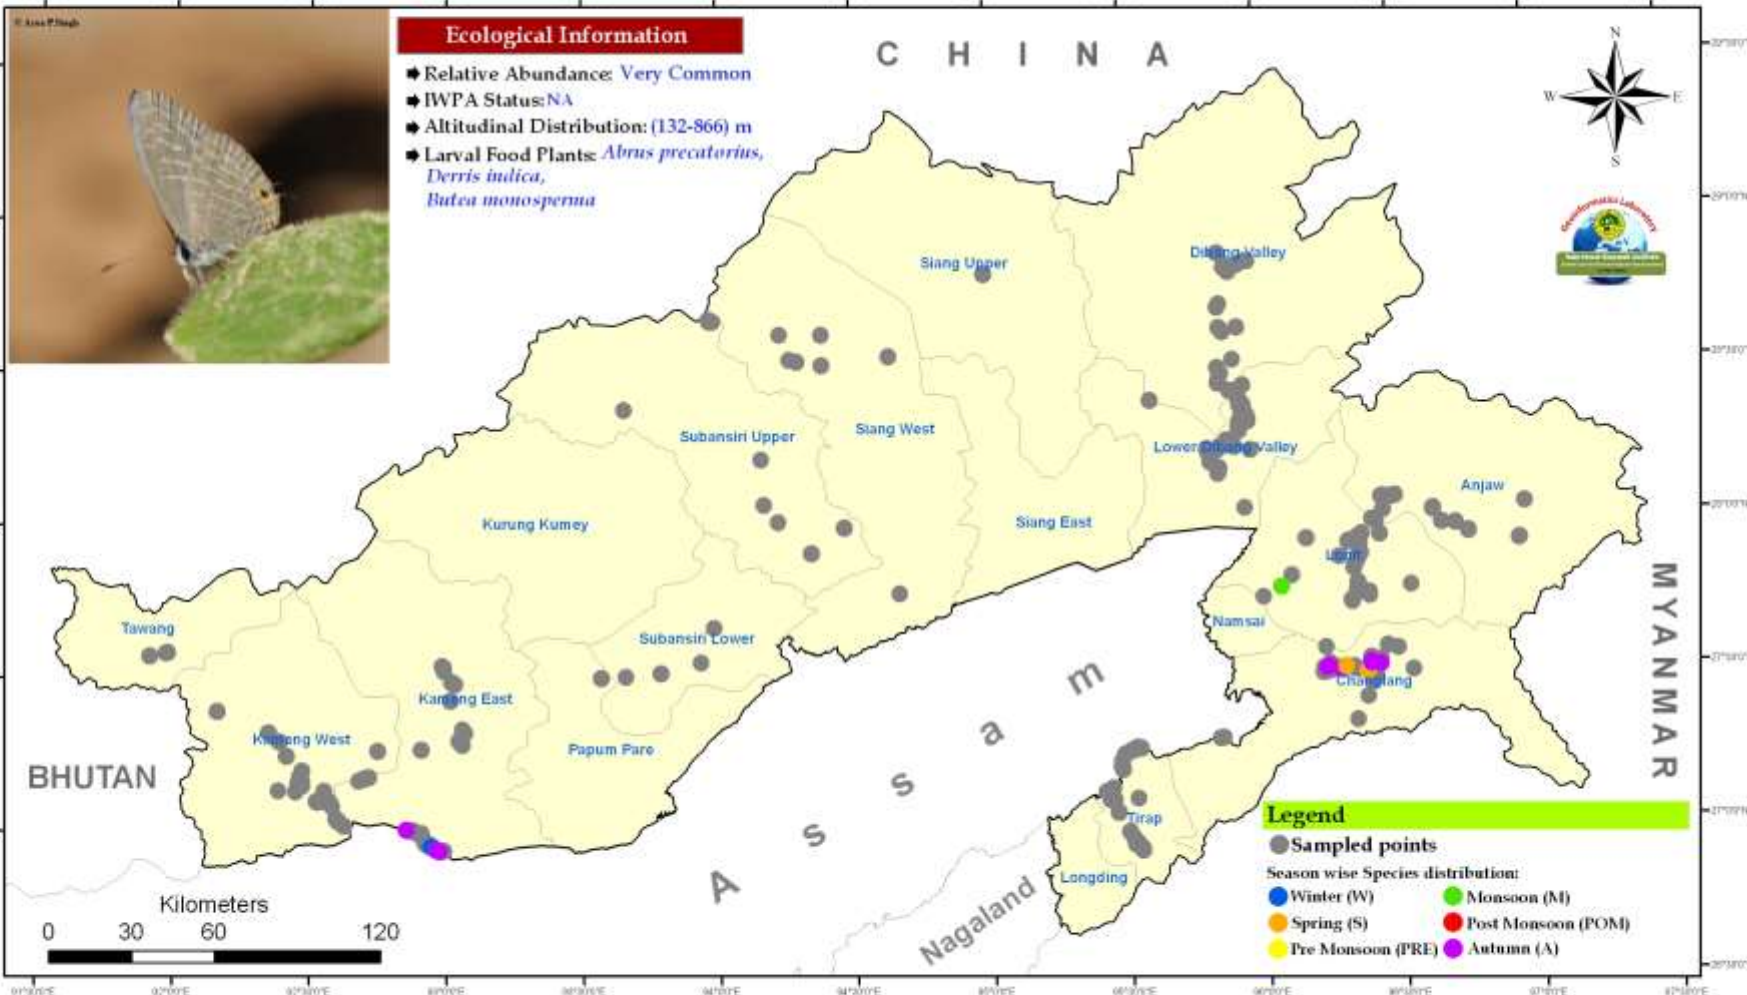 Ecological Information
Relative Abundance: Very Common
IWPA Status: NA
Altitudinal Distribution: (132-866) m
Larval Food Plants: Abrus precatorius,
Derris indica,
Butea monosperma
CHINA
N
W E
S
Dibang Valley
Siang Upper
Siang West
Subansiri Upper
Lower Dibang Valley
Anjaw
Kurung Kumey
Siang East
Lohit
MYANMAR
Namsai
Tawang
Subansiri Lower
Changlang
Kameng East
Kameng West
Papum Pare
BHUTAN
Assam
Tirap
Longding
Nagaland
Kilometers
0 30 60 120
Legend
Sampled points
Season wise Species distribution:
Winter (W)
Monsoon (M)
Spring (S)
Post Monsoon (POM)
Pre Monsoon (PRE)
Autumn (A)